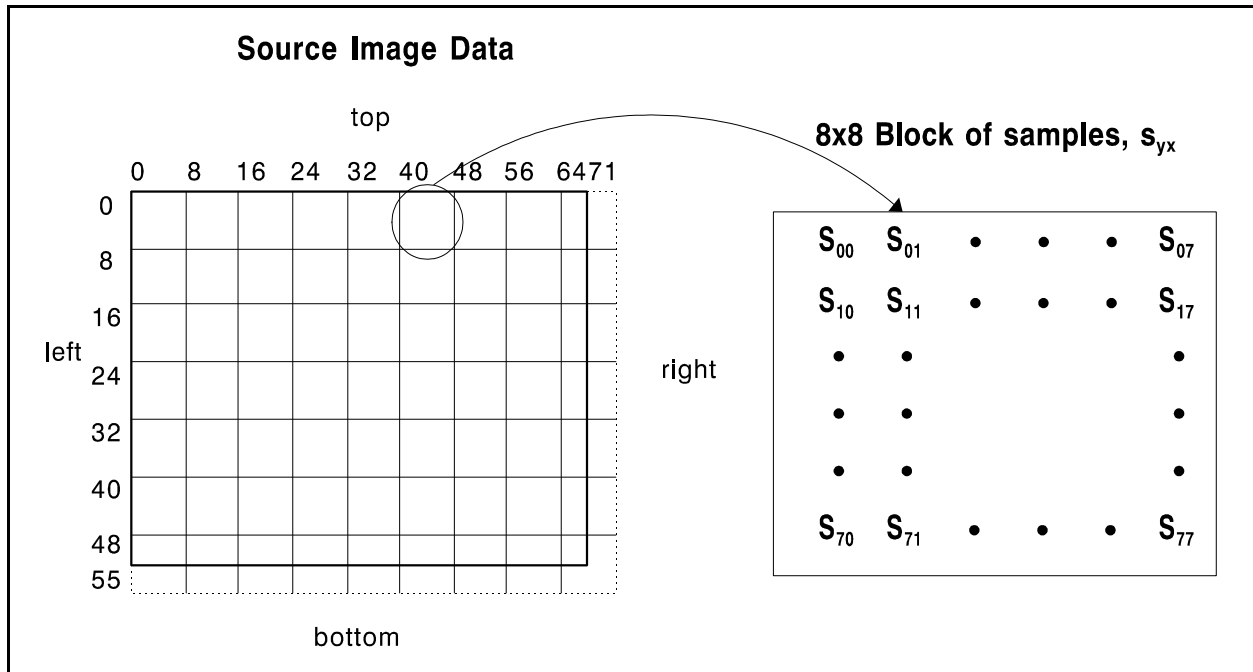 Source Image Data
top
8x8 Block of samples, syx
0 8 16 24 32 40 48 56 6471
0
8
16
left
24
32
40
48
55
right
bottom
S00 S01 • • • S07
S10 S11 • • • S17
• • •
• • •
• • •
S70 S71 • • • S77